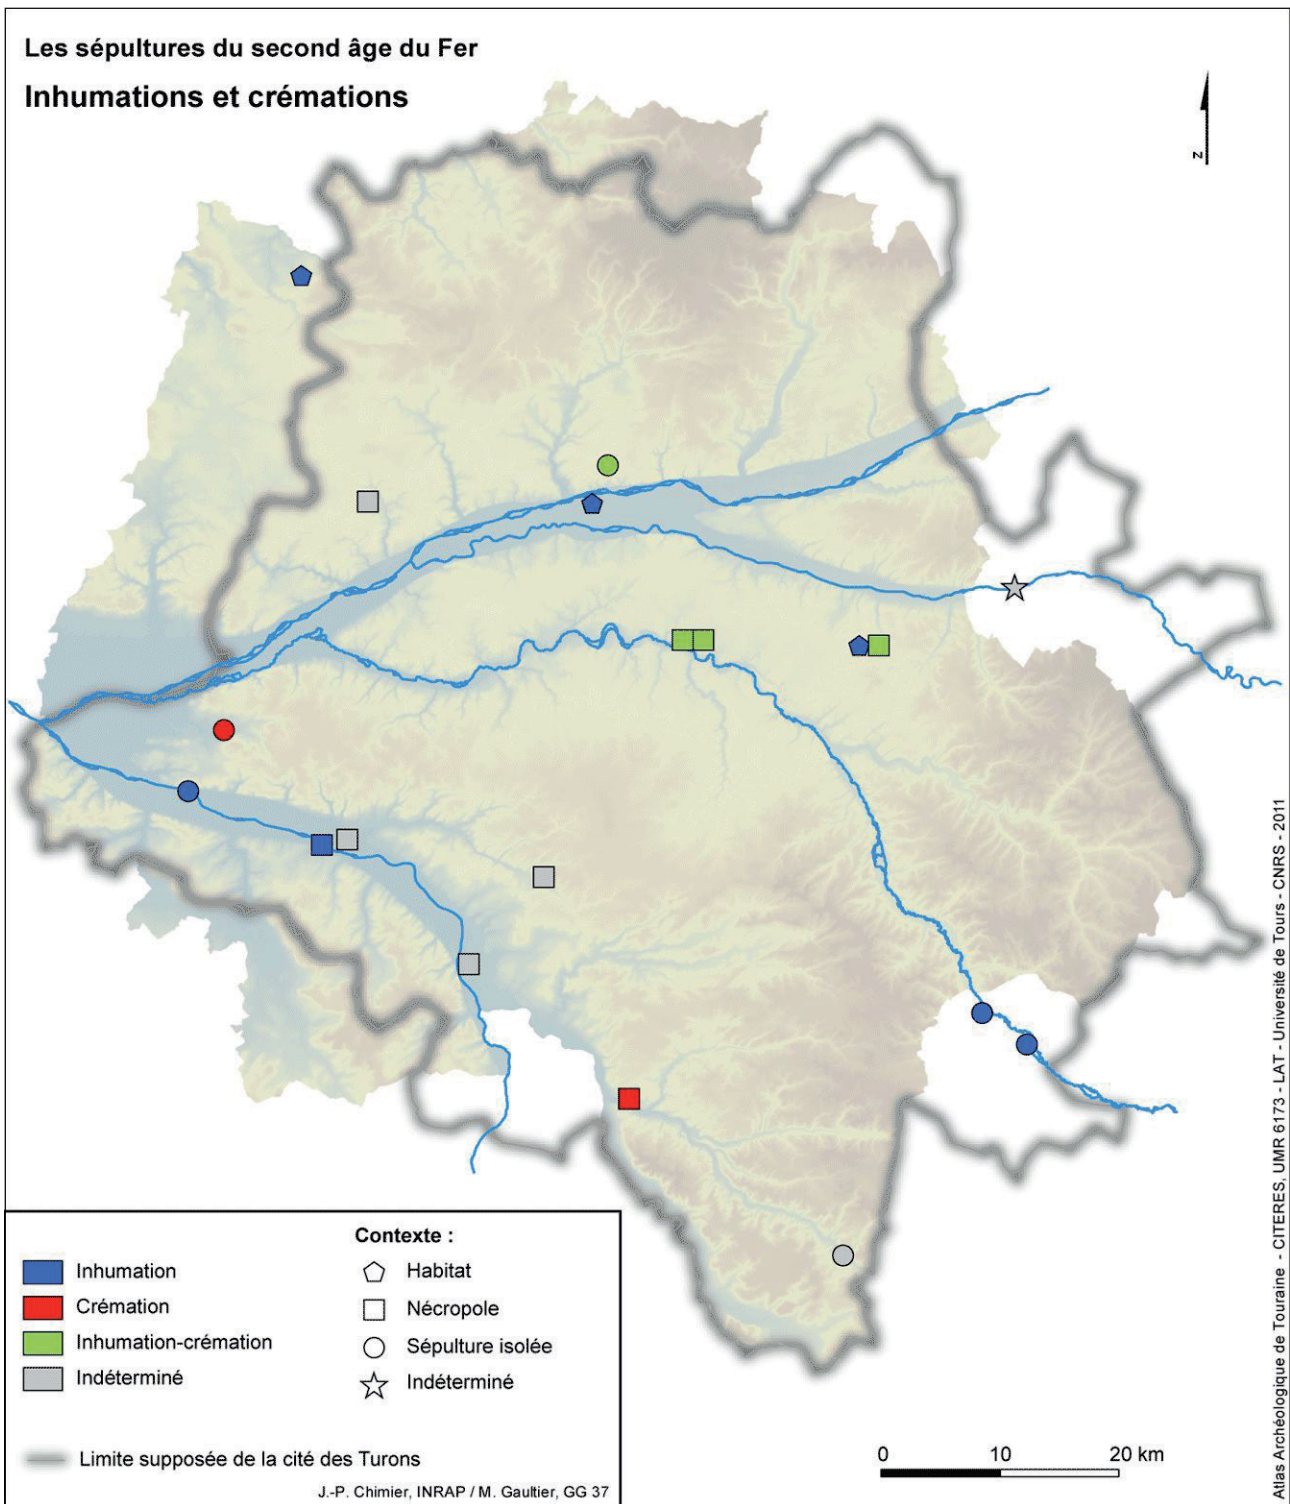 Les sépultures du second âge du Fer
Inhumations et crémations
N
Contexte :
Inhumation
Crémation
Inhumation-crémation
Indéterminé
Habitat
Nécropole
Sépulture isolée
Indéterminé
Limite supposée de la cité des Turons
J.-P. Chimier, INRAP / M. Gaultier, GG 37
0 10 20 km
Atlas Archéologique de Touraine - CITERES, UMR 6173 - LAT - Université de Tours - CNRS - 2011